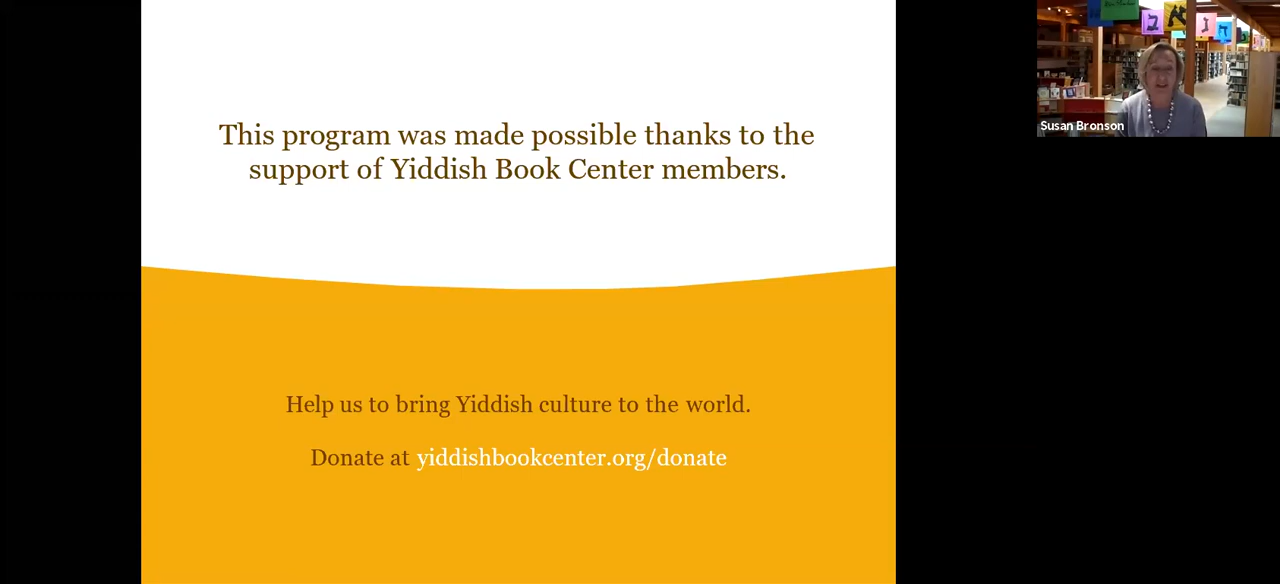 This program was made possible thanks to the
support of Yiddish Book Center members.
Help us to bring Yiddish culture to the world.
Donate at yiddishbookcenter.org/donate
Susan Bronson
ב
א
נ
ח